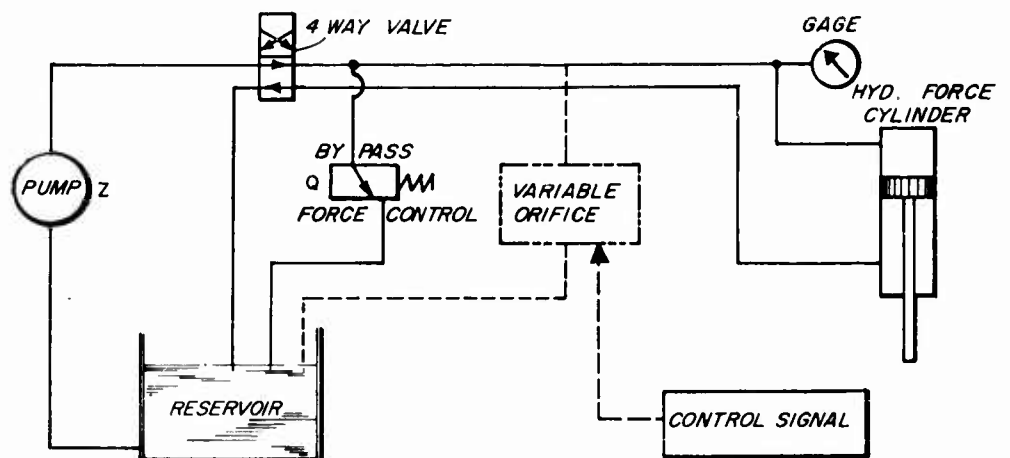 4 WAY VALVE
GAGE
HYD. FORCE
CYLINDER
BY PASS
Q
FORCE CONTROL
PUMP
Z
VARIABLE
ORIFICE
RESERVOIR
CONTROL SIGNAL